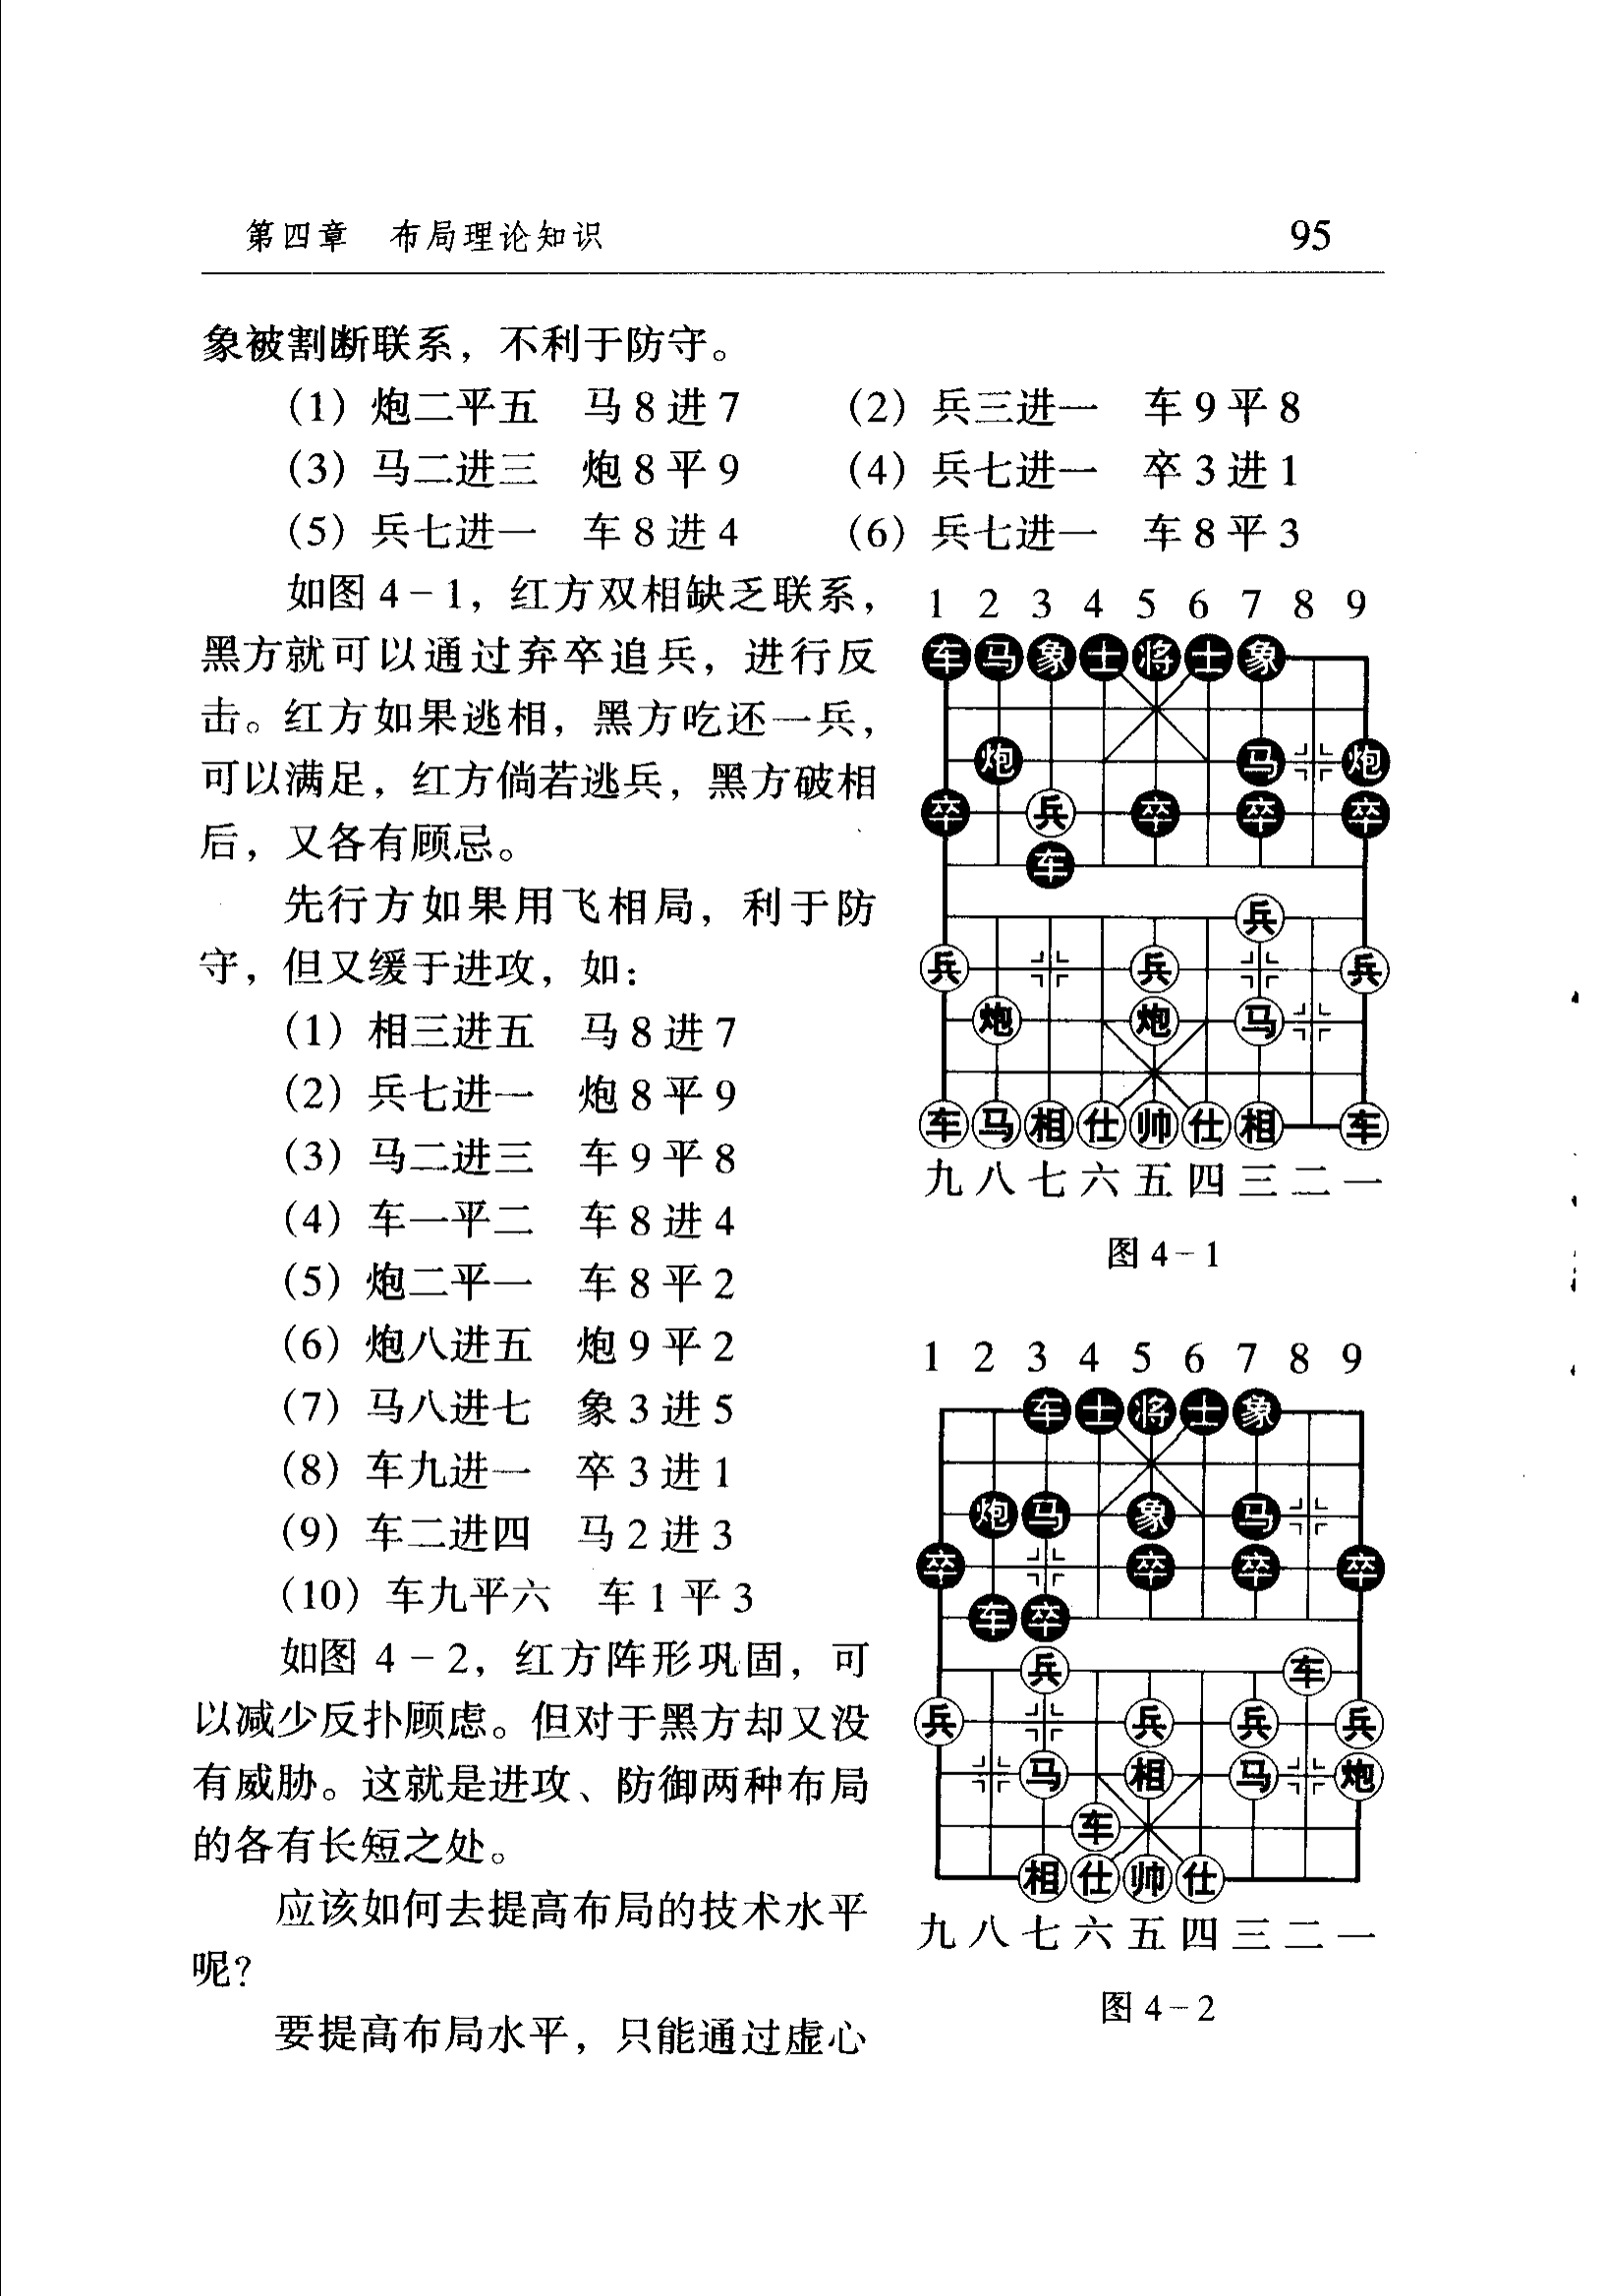 第四章　布局理论知识　95
象被割断联系，不利于防守。
（1）炮二平五　马8进7　（2）兵三进一　车9平8
（3）马二进三　炮8平9　（4）兵七进一　卒3进1
（5）兵七进一　车8进4　（6）兵七进一　车8平3
如图4－1，红方双相缺乏联系，
黑方就可以通过弃卒追兵，进行反
击。红方如果逃相，黑方吃还一兵，
可以满足，红方倘若逃兵，黑方破相
后，又各有顾忌。
先行方如果用飞相局，利于防
守，但又缓于进攻，如：
（1）相三进五　马8进7
（2）兵七进一　炮8平9
（3）马二进三　车9平8
（4）车一平二　车8进4
（5）炮二平一　车8平2
（6）炮八进五　炮9平2
（7）马八进七　象3进5
（8）车九进一　卒3进1
（9）车二进四　马2进3
（10）车九平六　车1平3
如图4－2，红方阵形巩固，可
以减少反扑顾虑。但对于黑方却又没
有威胁。这就是进攻、防御两种布局
的各有长短之处。
应该如何去提高布局的技术水平
呢？
要提高布局水平，只能通过虚心
1 2 3 4 5 6 7 8 9
车马象士将士象
炮　马　炮
卒　兵　卒　卒　卒
车
兵
兵　兵　兵
炮　炮　马
车马相仕帅仕相　车
九八七六五四三二一
图4－1
1 2 3 4 5 6 7 8 9
车士将士象
炮马　象　马
卒　卒　卒　卒
车卒
兵　车
兵　兵　兵　兵
马　相　马　炮
车
相仕帅仕
九八七六五四三二一
图4－2